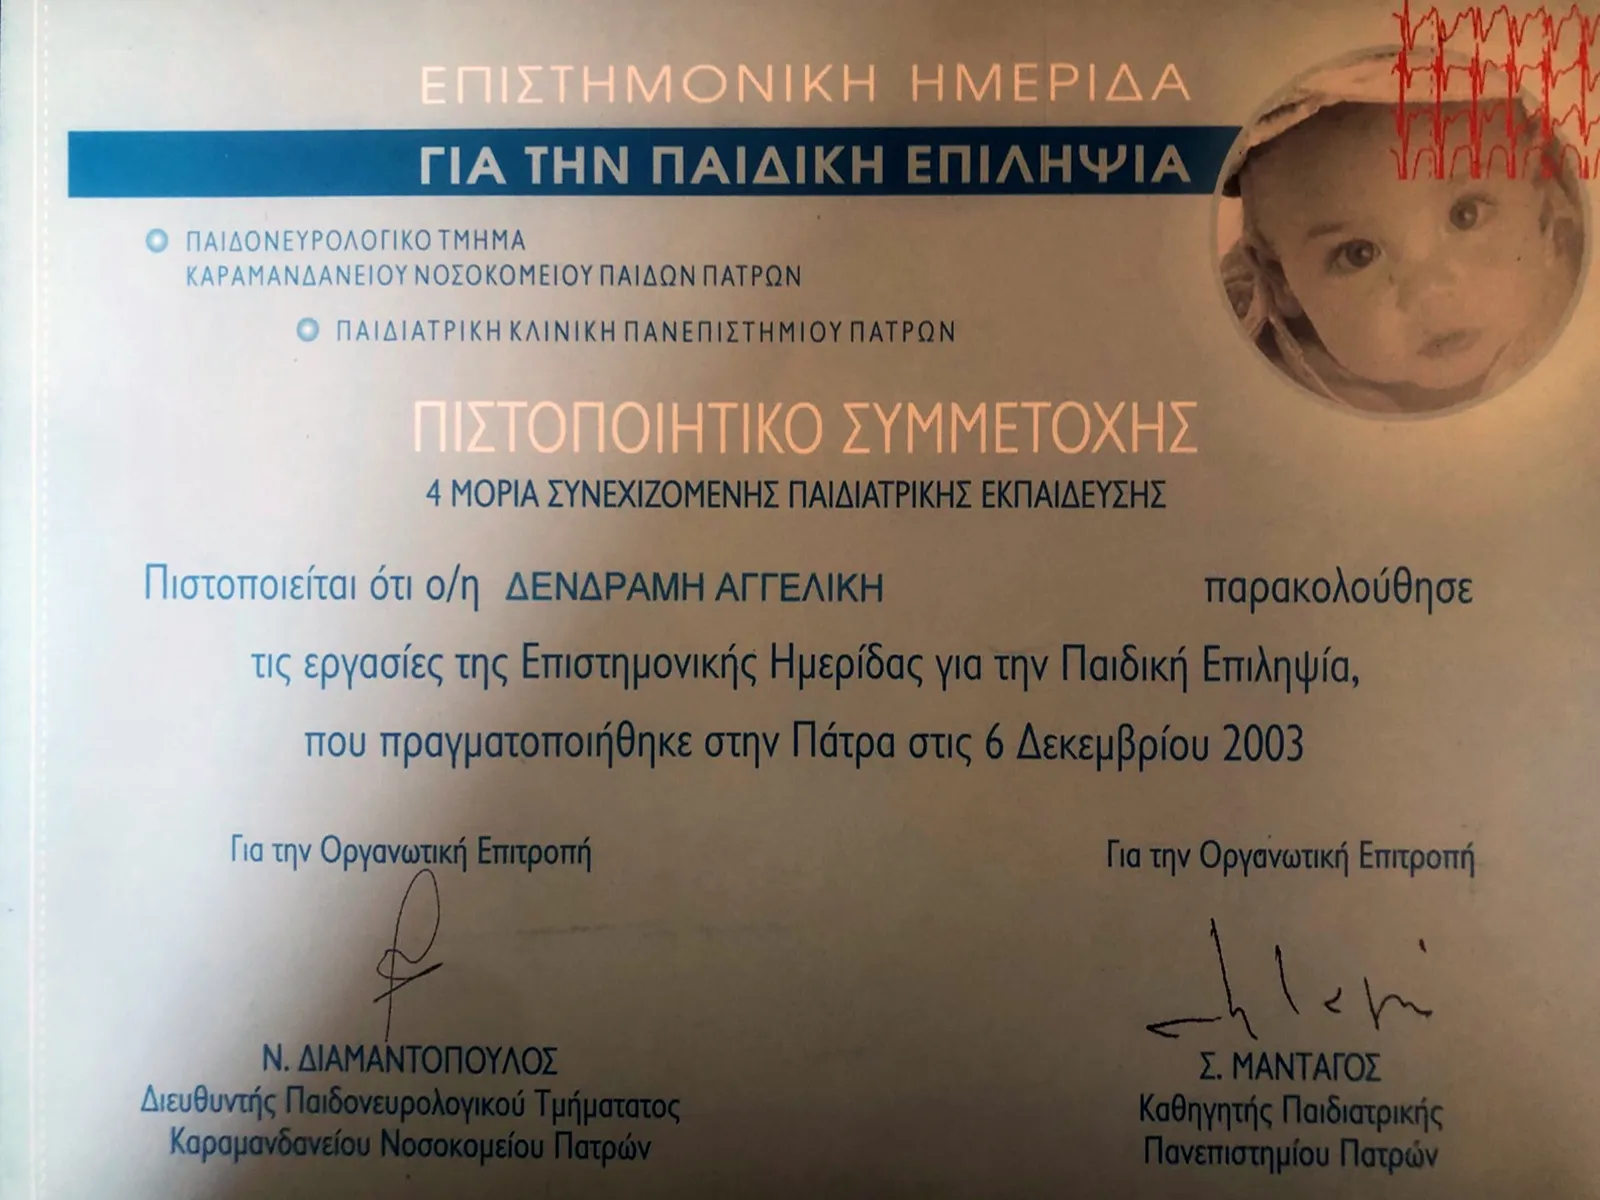 ΕΠΙΣΤΗΜΟΝΙΚΗ ΗΜΕΡΙΔΑ
ΓΙΑ ΤΗΝ ΠΑΙΔΙΚΗ ΕΠΙΛΗΨΙΑ
ΠΑΙΔΟΝΕΥΡΟΛΟΓΙΚΟ ΤΜΗΜΑ
ΚΑΡΑΜΑΝΔΑΝΕΙΟΥ ΝΟΣΟΚΟΜΕΙΟΥ ΠΑΙΔΩΝ ΠΑΤΡΩΝ
ΠΑΙΔΙΑΤΡΙΚΗ ΚΛΙΝΙΚΗ ΠΑΝΕΠΙΣΤΗΜΙΟΥ ΠΑΤΡΩΝ
ΠΙΣΤΟΠΟΙΗΤΙΚΟ ΣΥΜΜΕΤΟΧΗΣ
4 ΜΟΡΙΑ ΣΥΝΕΧΙΖΟΜΕΝΗΣ ΠΑΙΔΙΑΤΡΙΚΗΣ ΕΚΠΑΙΔΕΥΣΗΣ
Πιστοποιείται ότι ο/η ΔΕΝΔΡΑΜΗ ΑΓΓΕΛΙΚΗ παρακολούθησε
τις εργασίες της Επιστημονικής Ημερίδας για την Παιδική Επιληψία,
που πραγματοποιήθηκε στην Πάτρα στις 6 Δεκεμβρίου 2003
Για την Οργανωτική Επιτροπή
Ν. ΔΙΑΜΑΝΤΟΠΟΥΛΟΣ
Διευθυντής Παιδονευρολογικού Τμήματατος
Καραμανδανείου Νοσοκομείου Πατρών
Για την Οργανωτική Επιτροπή
Σ. ΜΑΝΤΑΓΟΣ
Καθηγητής Παιδιατρικής
Πανεπιστημίου Πατρών